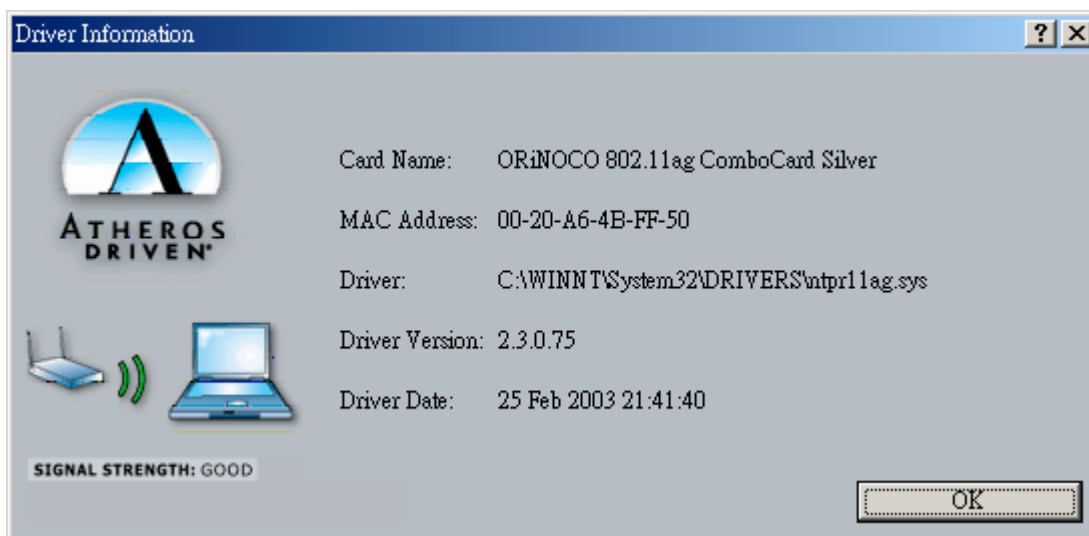 Driver Information
ATHEROS
DRIVEN®
Card Name: ORiNOCO 802.11ag ComboCard Silver
MAC Address: 00-20-A6-4B-FF-50
Driver: C:\WINNT\System32\DRIVERS\ntpr11ag.sys
Driver Version: 2.3.0.75
Driver Date: 25 Feb 2003 21:41:40
SIGNAL STRENGTH: GOOD
OK